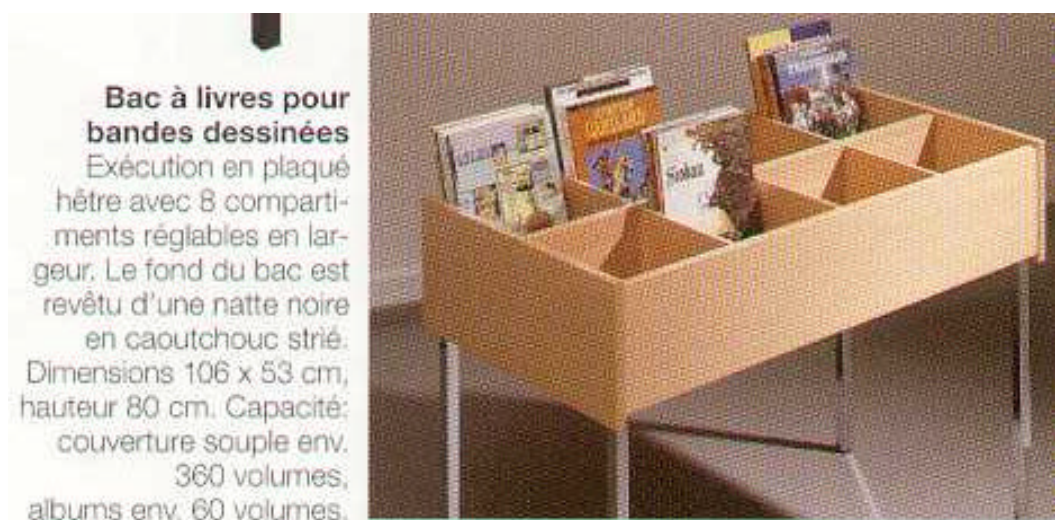 Bac à livres pour
bandes dessinées
Exécution en plaqué
hêtre avec 8 comparti-
ments réglables en lar-
geur. Le fond du bac est
revêtu d'une natte noire
en caoutchouc strié.
Dimensions 106 x 53 cm,
hauteur 80 cm. Capacité:
couverture souple env.
360 volumes,
albums env. 60 volumes.